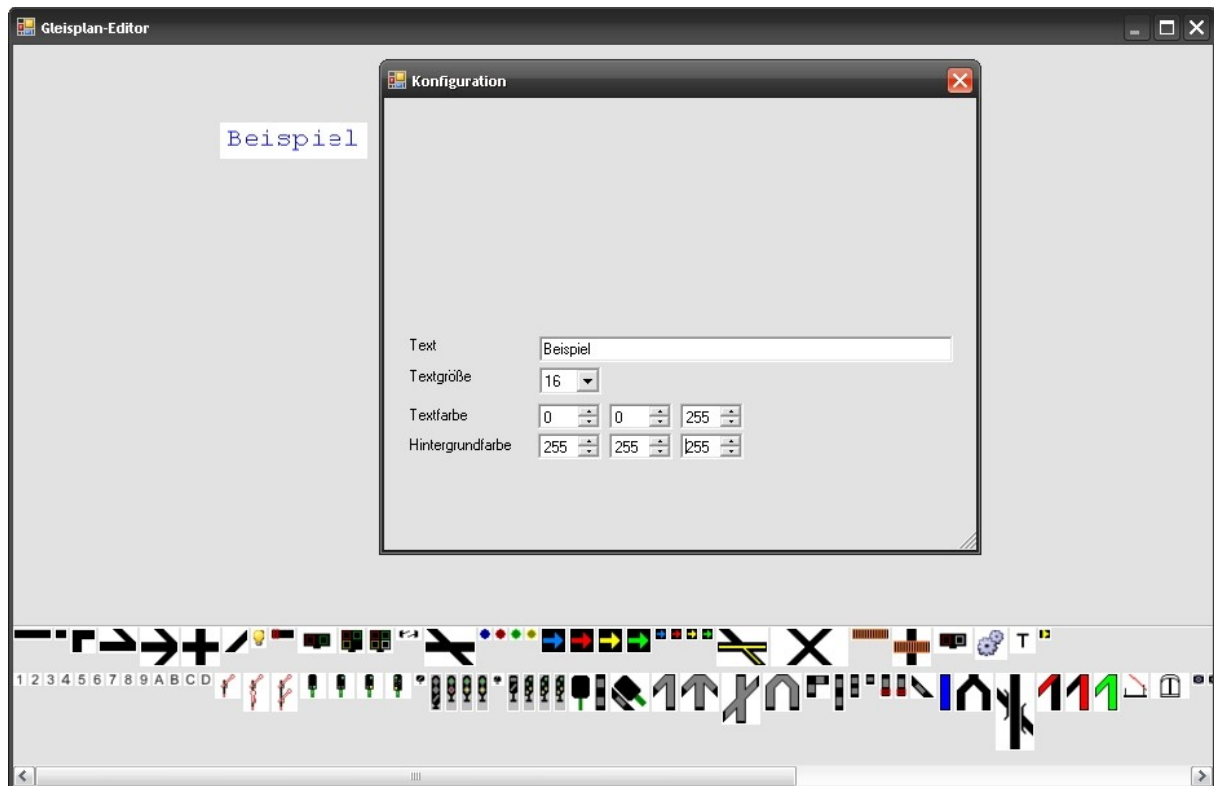 Gleisplan-Editor
Konfiguration
Beispiel
Text
Beispiel
Textgröße
16
Textfarbe
0 0 255
Hintergrundfarbe
255 255 255
T
1 2 3 4 5 6 7 8 9 A B C D